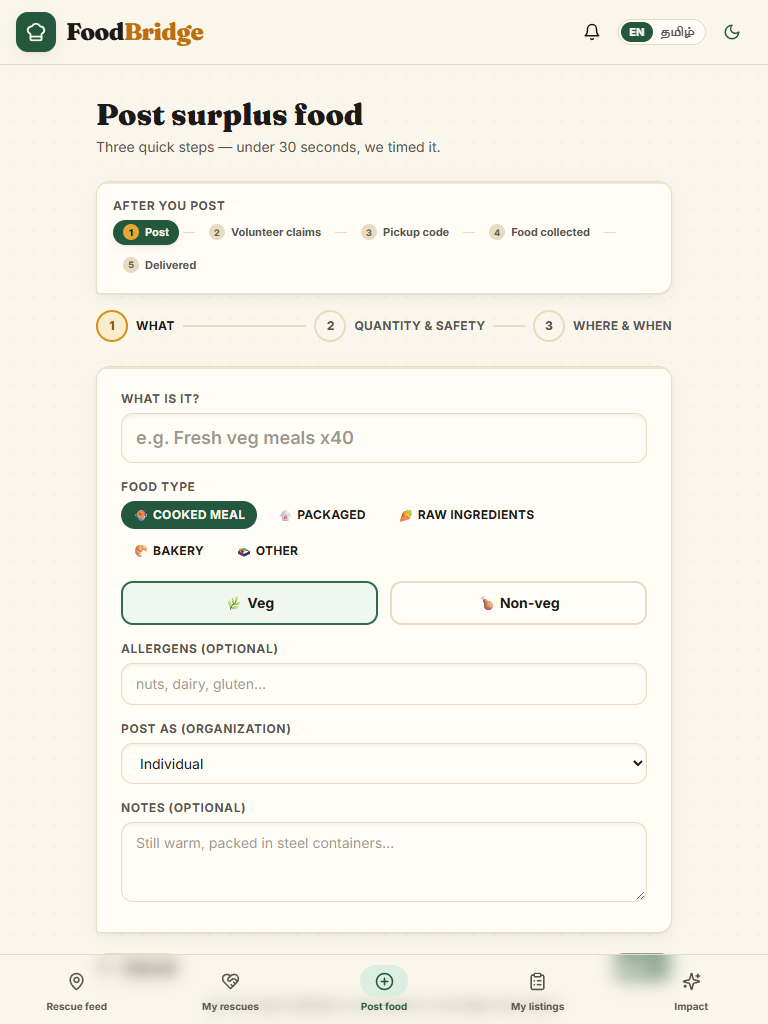 FoodBridge
EN தமிழ்
Post surplus food
Three quick steps — under 30 seconds, we timed it.
AFTER YOU POST
1 Post — 2 Volunteer claims — 3 Pickup code — 4 Food collected —
5 Delivered
1 WHAT 2 QUANTITY & SAFETY 3 WHERE & WHEN
WHAT IS IT?
e.g. Fresh veg meals x40
FOOD TYPE
COOKED MEAL PACKAGED RAW INGREDIENTS
BAKERY OTHER
Veg Non-veg
ALLERGENS (OPTIONAL)
nuts, dairy, gluten...
POST AS (ORGANIZATION)
Individual
NOTES (OPTIONAL)
Still warm, packed in steel containers...
Rescue feed My rescues Post food My listings Impact